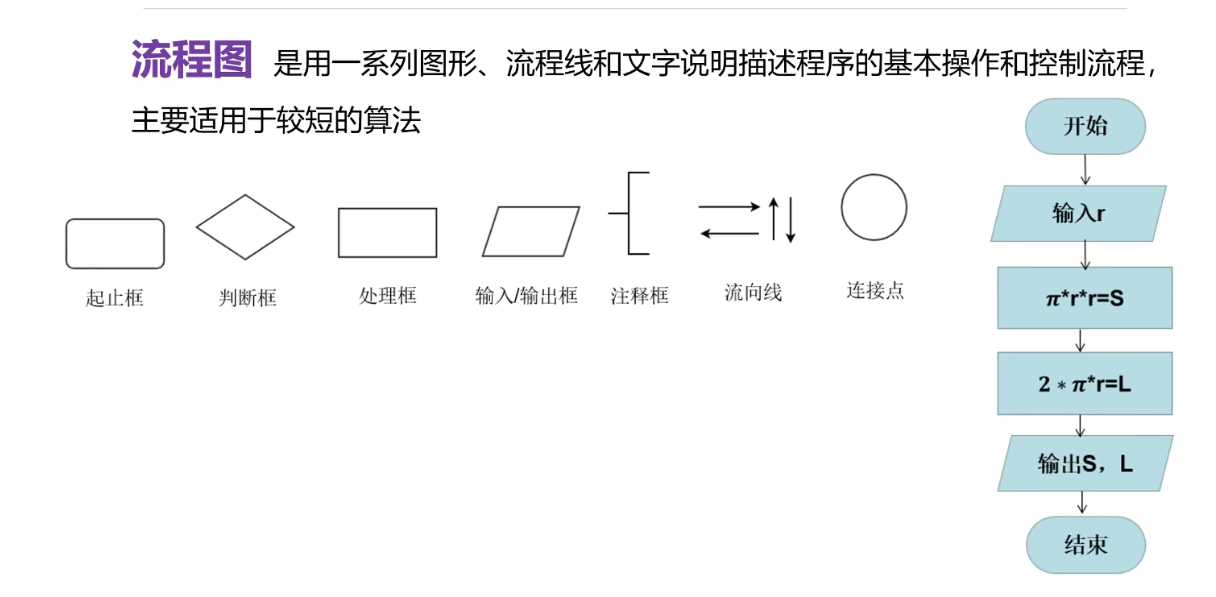 流程图 是用一系列图形、流程线和文字说明描述程序的基本操作和控制流程，
主要适用于较短的算法
起止框
判断框
处理框
输入/输出框
注释框
流向线
连接点
开始
输入r
π*r*r=S
2*π*r=L
输出S，L
结束